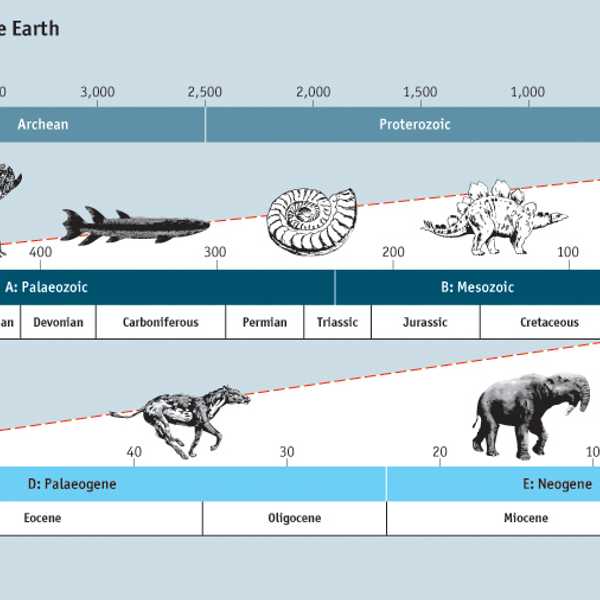 e Earth
0 3,000 2,500 2,000 1,500 1,000
Archean Proterozoic
400 300 200 100
A: Palaeozoic B: Mesozoic
an Devonian Carboniferous Permian Triassic Jurassic Cretaceous
40 30 20 10
D: Palaeogene E: Neogene
Eocene Oligocene Miocene